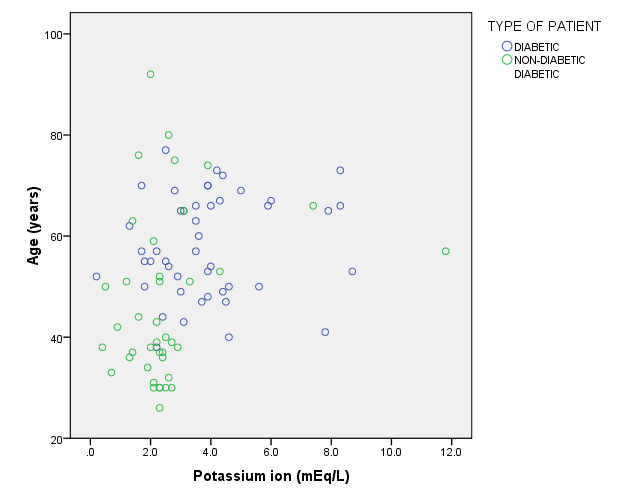 TYPE OF PATIENT
DIABETIC
NON-DIABETIC
DIABETIC
100
80
60
40
20
Age (years)
.0 2.0 4.0 6.0 8.0 10.0 12.0
Potassium ion (mEq/L)